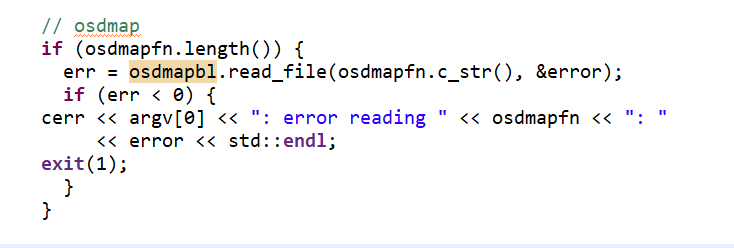 // osdmap
if (osdmapfn.length()) {
  err = osdmapbl.read_file(osdmapfn.c_str(), &error);
  if (err < 0) {
cerr << argv[0] << ": error reading " << osdmapfn << ": "
     << error << std::endl;
exit(1);
  }
}